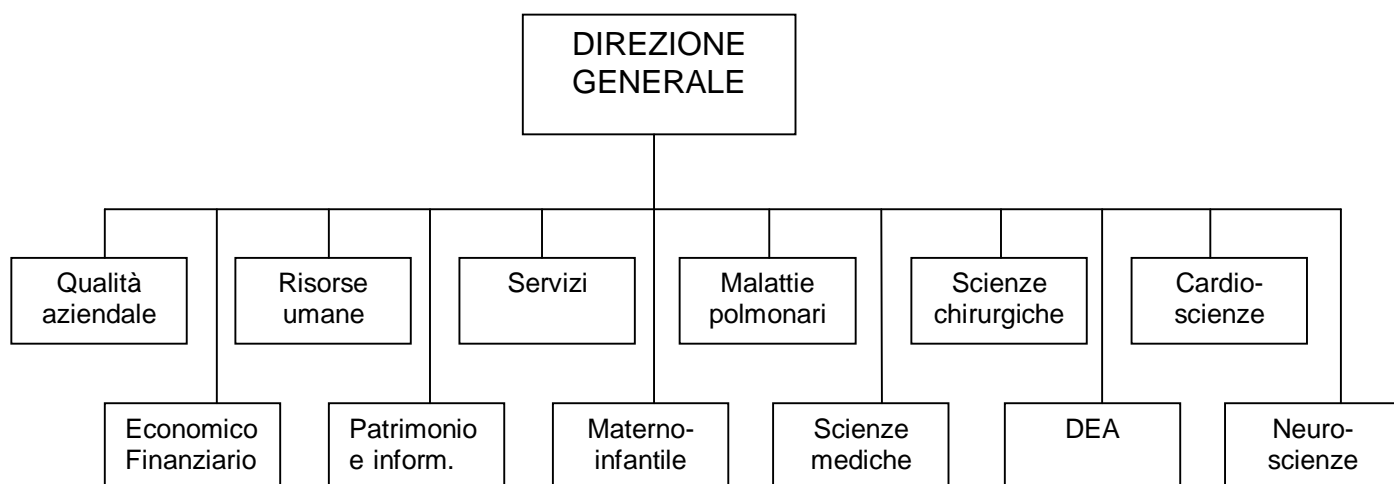 DIREZIONE
GENERALE
Qualità
aziendale
Risorse
umane
Servizi
Malattie
polmonari
Scienze
chirurgiche
Cardio-
scienze
Economico
Finanziario
Patrimonio
e inform.
Materno-
infantile
Scienze
mediche
DEA
Neuro-
scienze